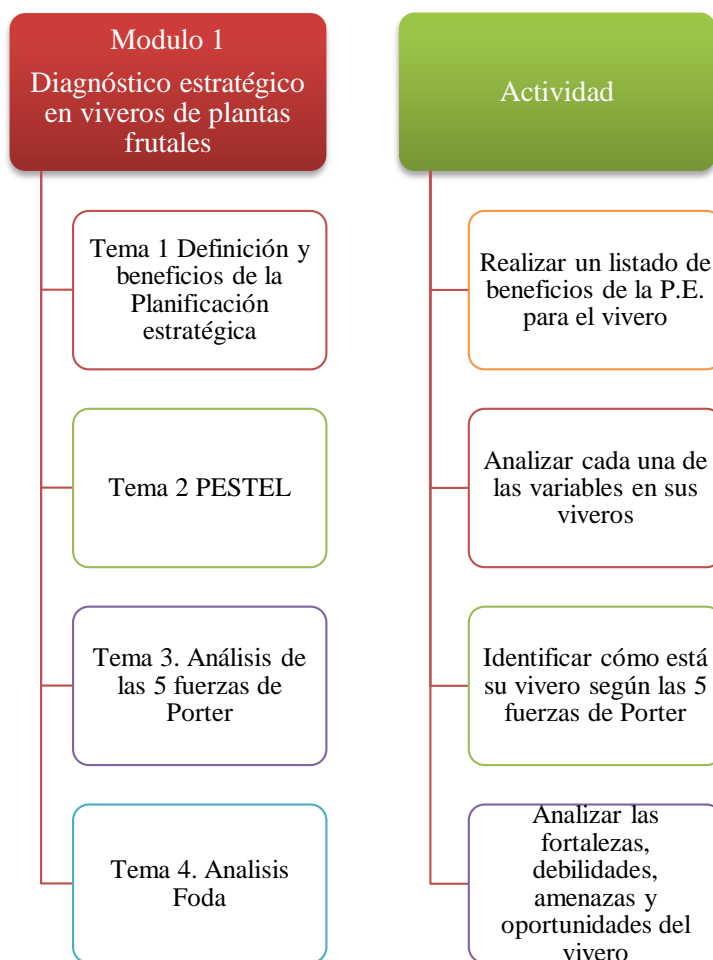 Modulo 1
Diagnóstico estratégico
en viveros de plantas
frutales
Tema 1 Definición y
beneficios de la
Planificación
estratégica
Tema 2 PESTEL
Tema 3. Análisis de
las 5 fuerzas de
Porter
Tema 4. Analisis
Foda
Actividad
Realizar un listado de
beneficios de la P.E.
para el vivero
Analizar cada una de
las variables en sus
viveros
Identificar cómo está
su vivero según las 5
fuerzas de Porter
Analizar las
fortalezas,
debilidades,
amenazas y
oportunidades del
vivero